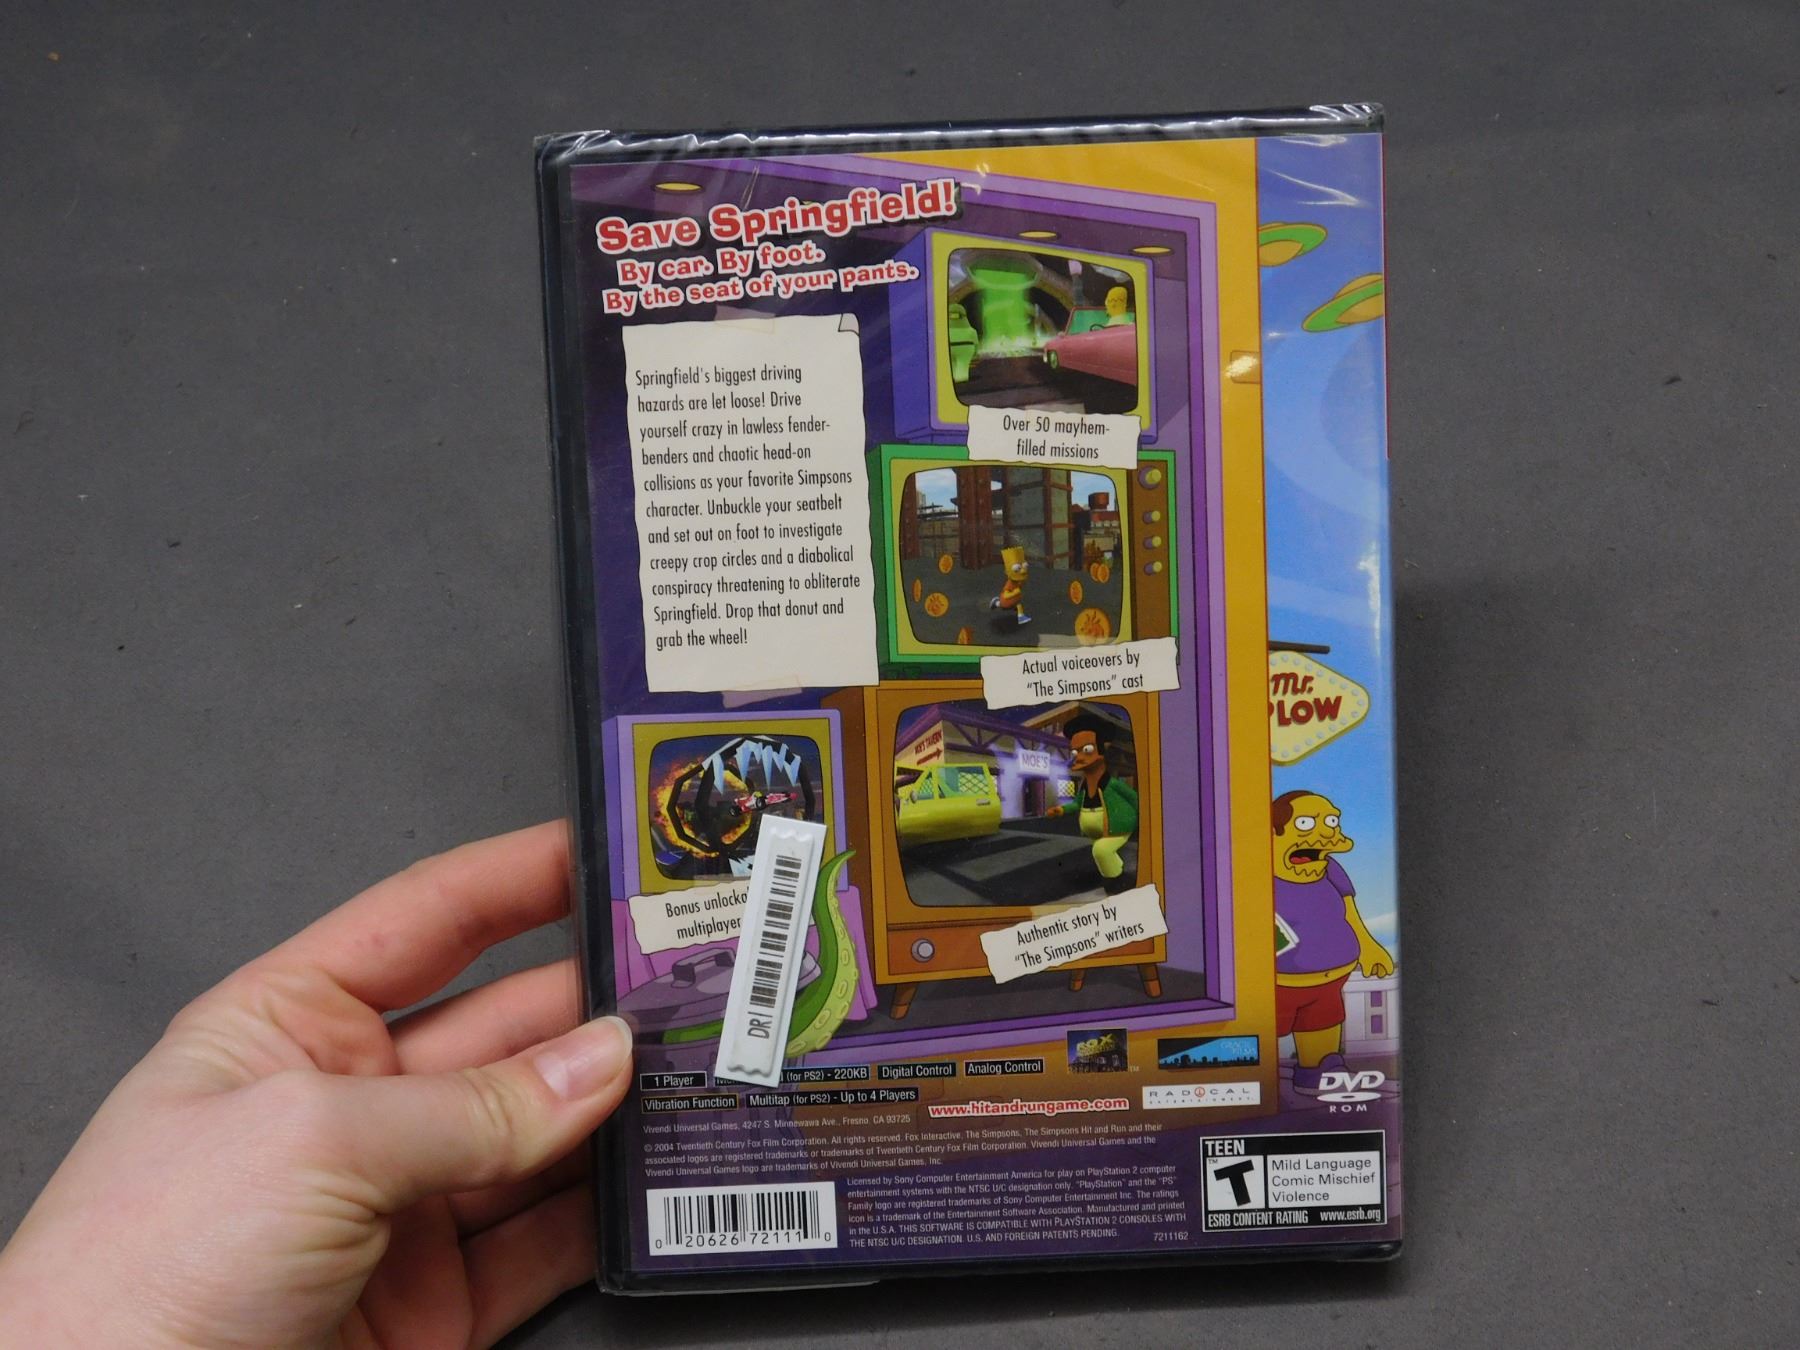 Save Springfield!
By car. By foot.
By the seat of your pants.
Springfield's biggest driving
hazards are let loose! Drive
yourself crazy in lawless fender-
benders and chaotic head-on
collisions as your favorite Simpsons
character. Unbuckle your seatbelt
and set out on foot to investigate
creepy crop circles and a diabolical
conspiracy threatening to obliterate
Springfield. Drop that donut and
grab the wheel!
Over 50 mayhem-
filled missions
Actual voiceovers by
"The Simpsons" cast
MOE'S TAVERN
MOE'S
Authentic story by
"The Simpsons" writers
Bonus
multiplayer
DRI
Mr.
PLOW
1 Player
(for PS2) - 220KB
Digital Control
Analog Control
Vibration Function
Multitap (for PS2) - Up to 4 Players
www.hitandrungame.com
FOX
TM
GRACIE
FILMS
RADICAL
ENTERTAINMENT
DVD
ROM
Vivendi Universal Games, 4247 S. Minnewawa Ave., Fresno, CA 93725
© 2004 Twentieth Century Fox Film Corporation. All rights reserved. Fox Interactive, The Simpsons, The Simpsons Hit and Run and their
associated logos are registered trademarks or trademarks of Twentieth Century Fox Film Corporation. Vivendi Universal Games and the
Vivendi Universal Games logo are trademarks of Vivendi Universal Games, Inc.
Licensed by Sony Computer Entertainment America for play on PlayStation 2 computer
entertainment systems with the NTSC U/C designation only. "PlayStation" and the "PS"
Family logo are registered trademarks of Sony Computer Entertainment Inc. The ratings
icon is a trademark of the Entertainment Software Association. Manufactured and printed
in the U.S.A. THIS SOFTWARE IS COMPATIBLE WITH PLAYSTATION 2 CONSOLES WITH
THE NTSC U/C DESIGNATION. U.S. AND FOREIGN PATENTS PENDING.
7211162
0 20626 72111 0
TEEN
TM
T
Mild Language
Comic Mischief
Violence
ESRB CONTENT RATING www.esrb.org